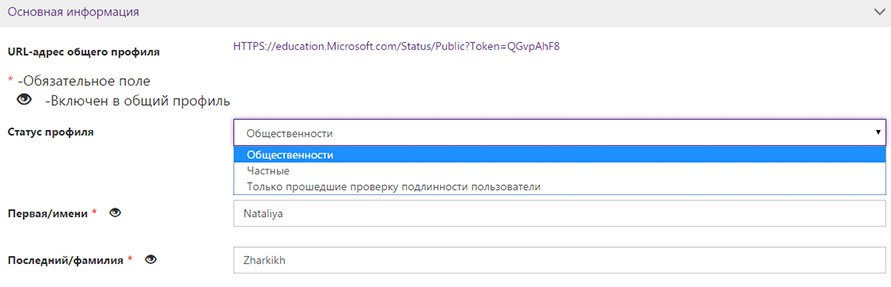 Основная информация
URL-адрес общего профиля HTTPS://education.Microsoft.com/Status/Public?Token=QGvpAhF8
* -Обязательное поле
-Включен в общий профиль
Статус профиля Общественности
Общественности
Частные
Только прошедшие проверку подлинности пользователи
Первая/имени * Nataliya
Последний/фамилия * Zharkikh